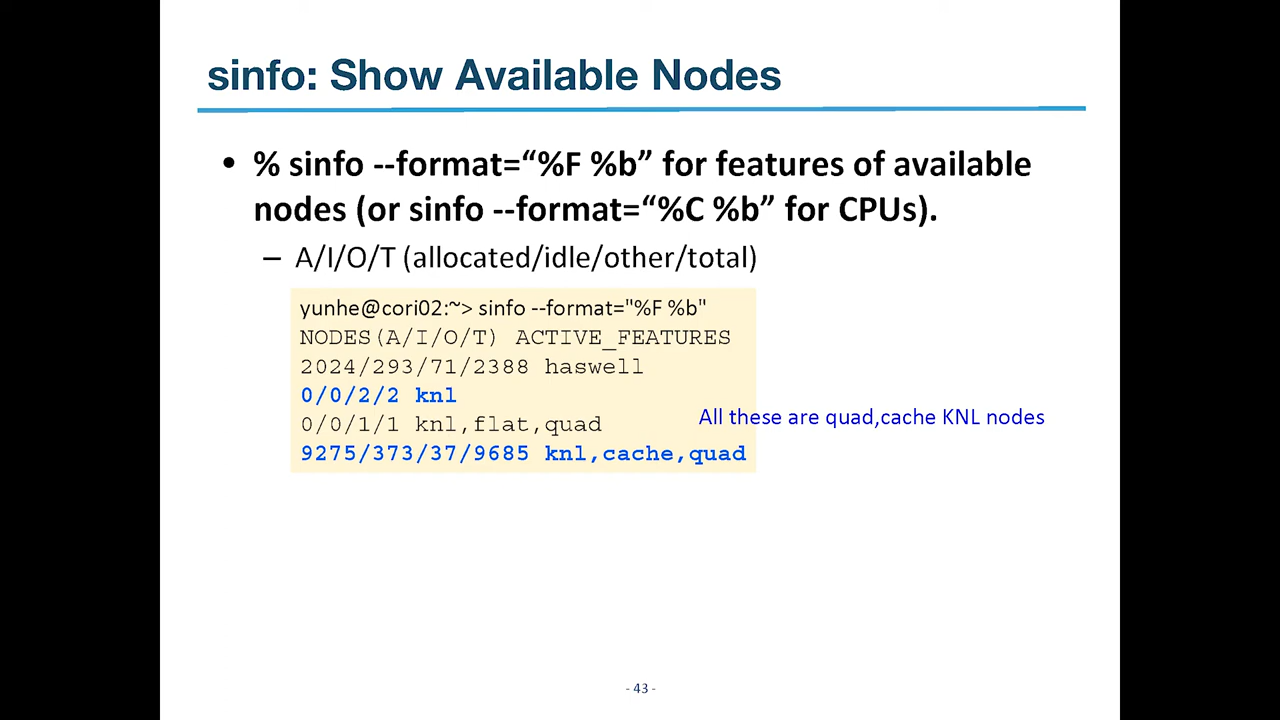 sinfo: Show Available Nodes
• % sinfo --format=“%F %b” for features of available
nodes (or sinfo --format=“%C %b” for CPUs).
– A/I/O/T (allocated/idle/other/total)
yunhe@cori02:~> sinfo --format="%F %b"
NODES(A/I/O/T) ACTIVE_FEATURES
2024/293/71/2388 haswell
0/0/2/2 knl
0/0/1/1 knl,flat,quad
All these are quad,cache KNL nodes
9275/373/37/9685 knl,cache,quad
- 43 -